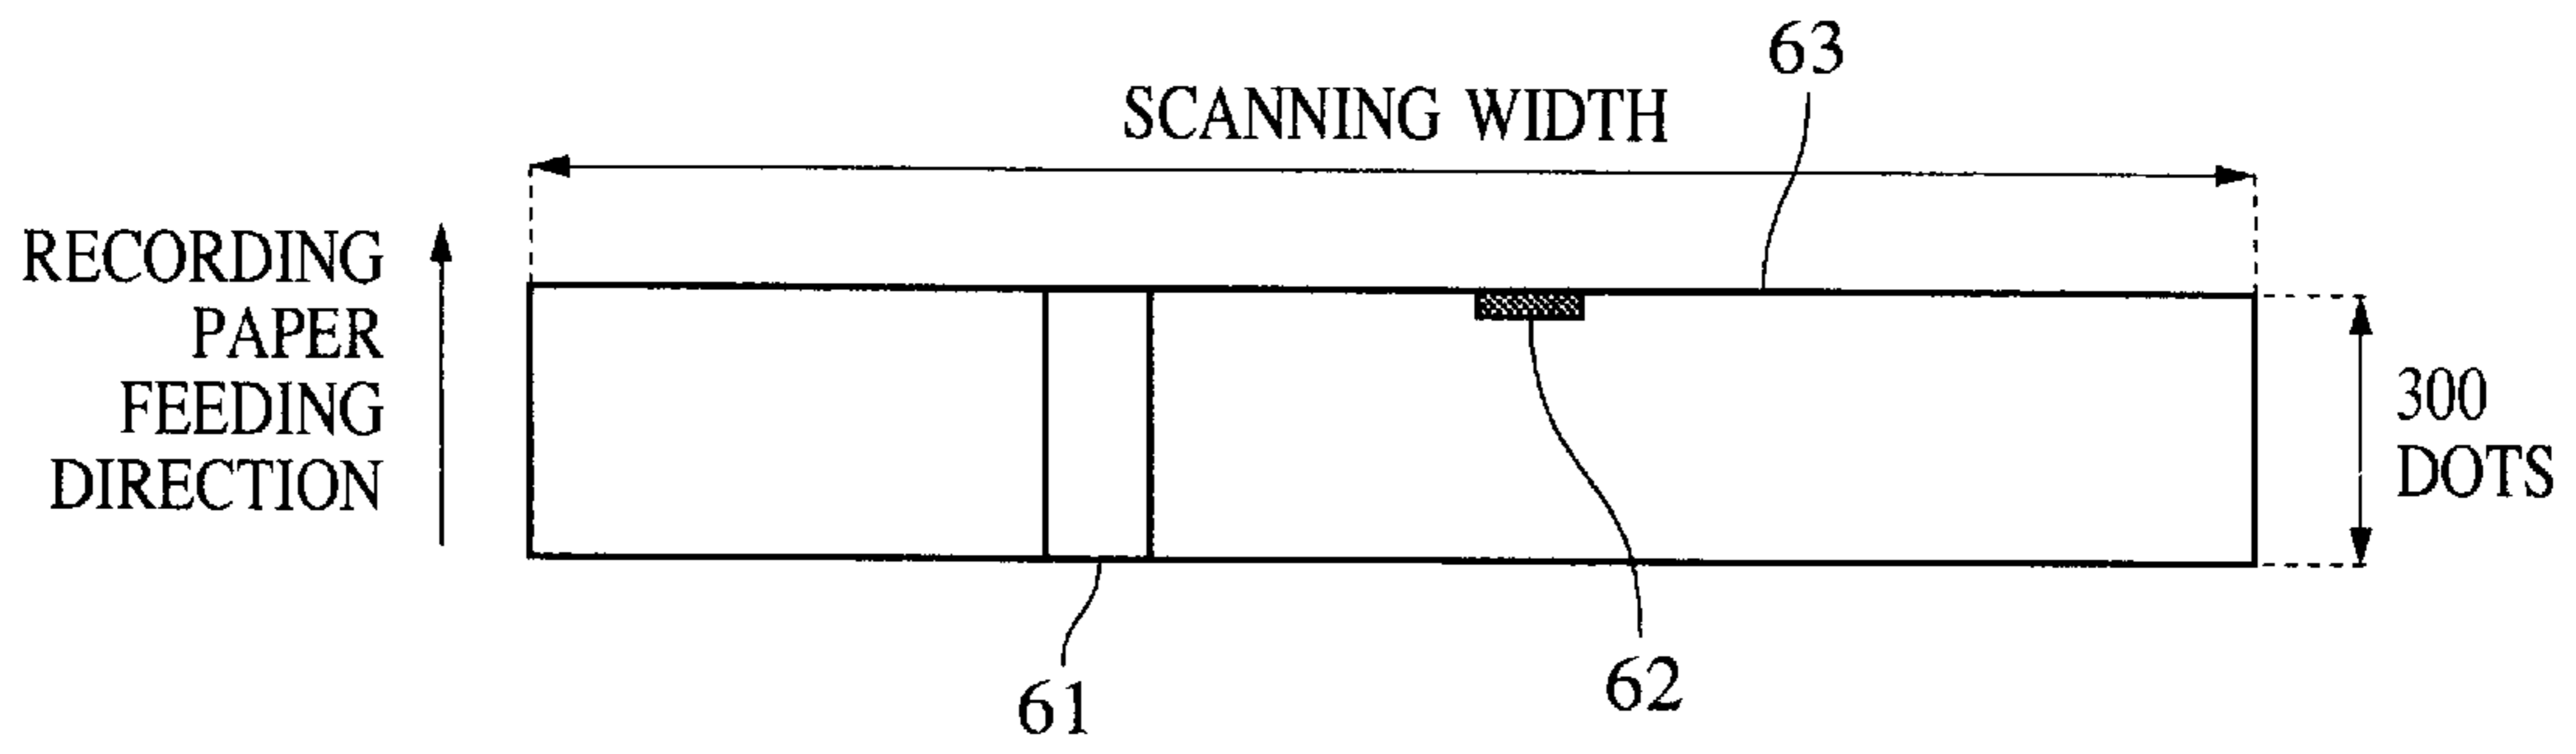 63
SCANNING WIDTH
RECORDING
PAPER
FEEDING
DIRECTION
300
DOTS
61
62